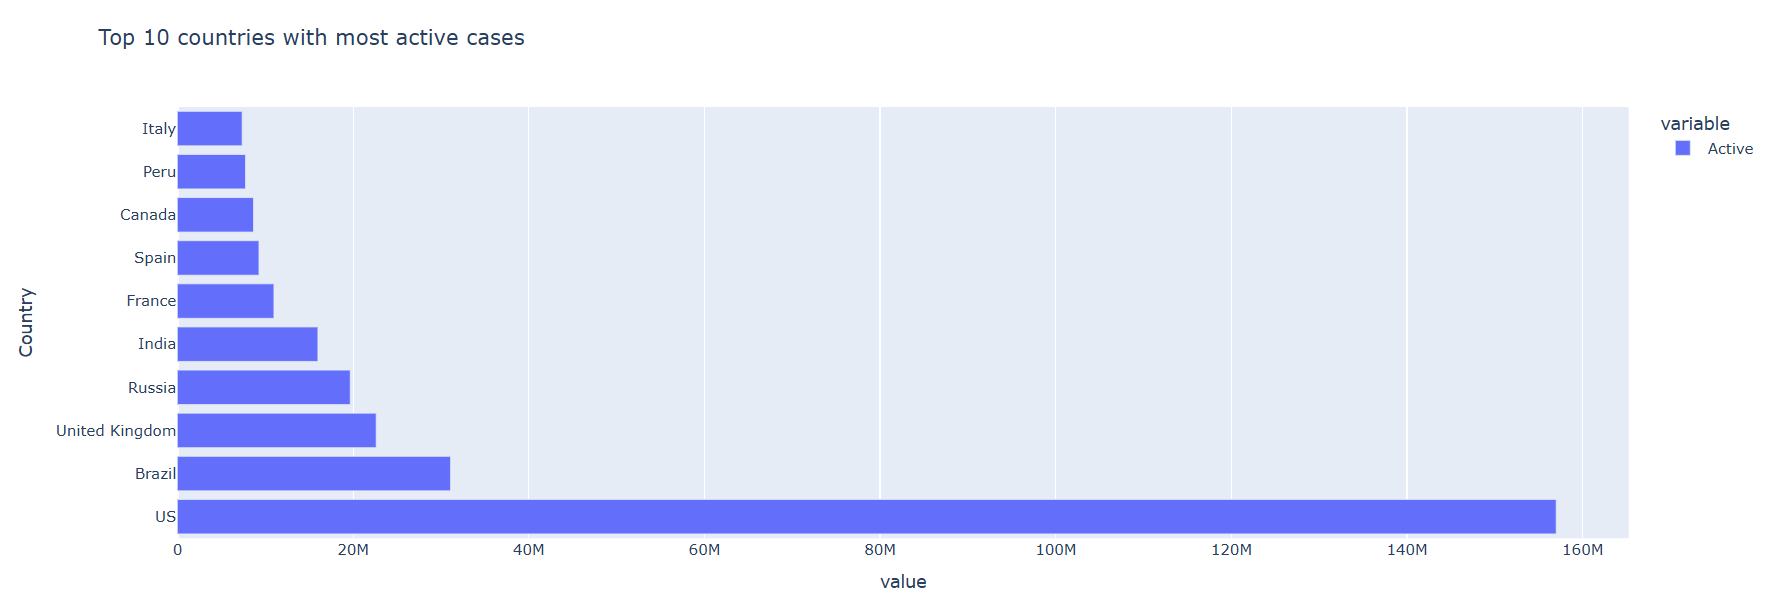 Top 10 countries with most active cases
variable
Active
Country
Italy
Peru
Canada
Spain
France
India
Russia
United Kingdom
Brazil
US
0 20M 40M 60M 80M 100M 120M 140M 160M
value